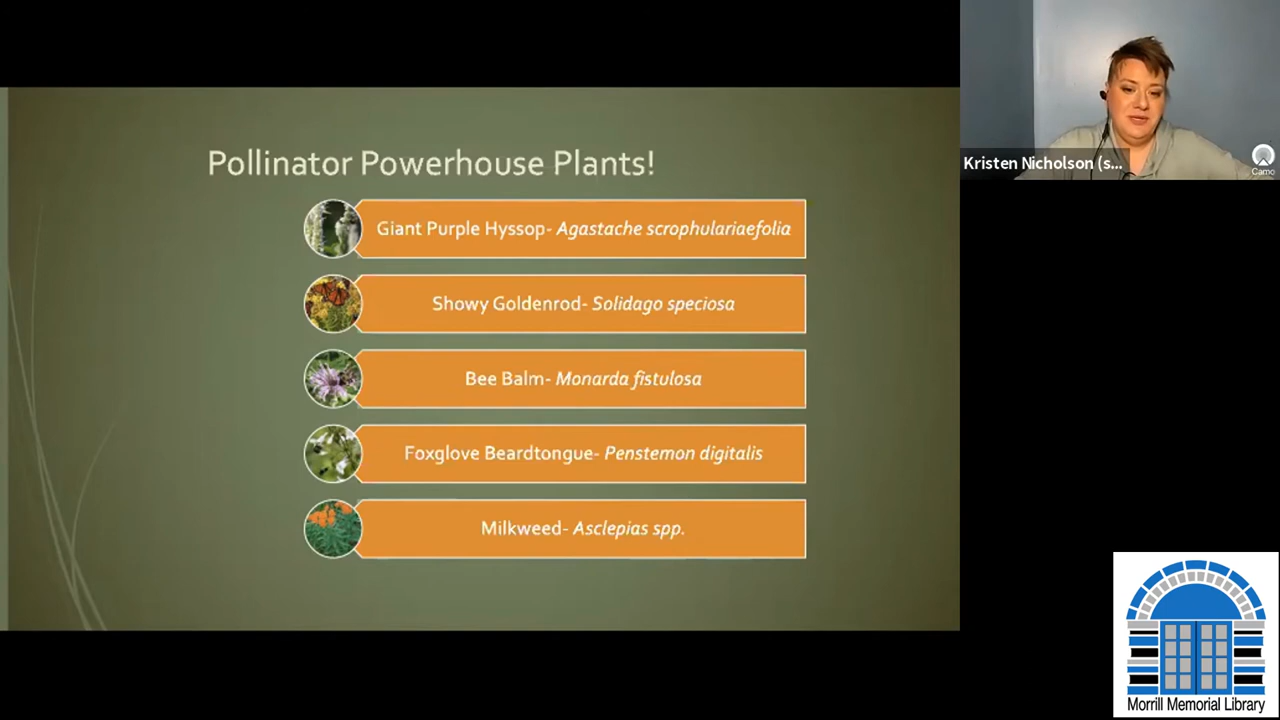 Pollinator Powerhouse Plants!
Giant Purple Hyssop- Agastache scrophulariaefolia
Showy Goldenrod- Solidago speciosa
Bee Balm- Monarda fistulosa
Foxglove Beardtongue- Penstemon digitalis
Milkweed- Asclepias spp.
Kristen Nicholson (s...
Camo
Morrill Memorial Library